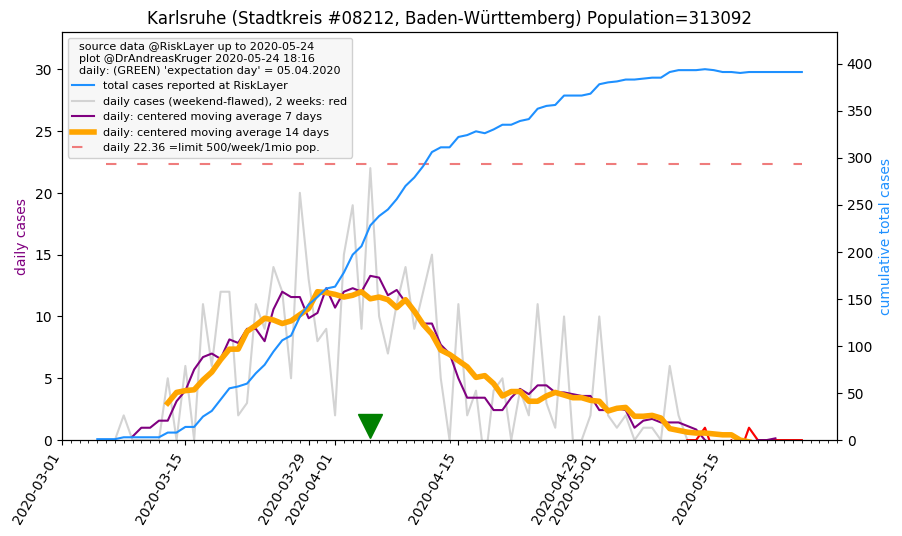 Karlsruhe (Stadtkreis #08212, Baden-Württemberg) Population=313092
source data @RiskLayer up to 2020-05-24
plot @DrAndreasKruger 2020-05-24 18:16
daily: (GREEN) 'expectation day' = 05.04.2020
total cases reported at RiskLayer
daily cases (weekend-flawed), 2 weeks: red
daily: centered moving average 7 days
daily: centered moving average 14 days
daily 22.36 =limit 500/week/1mio pop.
daily cases
30
25
20
15
10
5
0
400
350
300
250
200
150
100
50
0
cumulative total cases
2020-03-01
2020-03-15
2020-03-29
2020-04-01
2020-04-15
2020-04-29
2020-05-01
2020-05-15